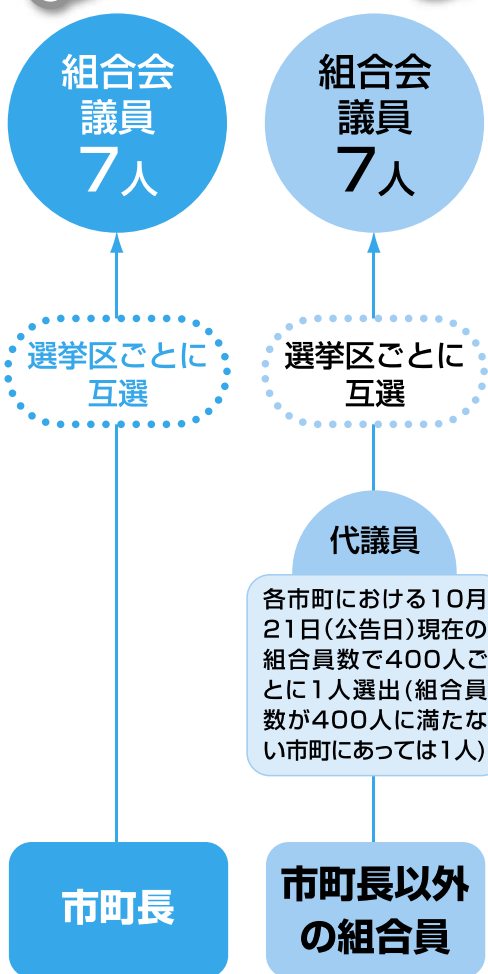 組合会
議員
7人
選挙区ごとに
互選
市町長
組合会
議員
7人
選挙区ごとに
互選
代議員
各市町における10月
21日(公告日)現在の
組合員数で400人ご
とに1人選出(組合員
数が400人に満たな
い市町にあっては1人)
市町長以外
の組合員